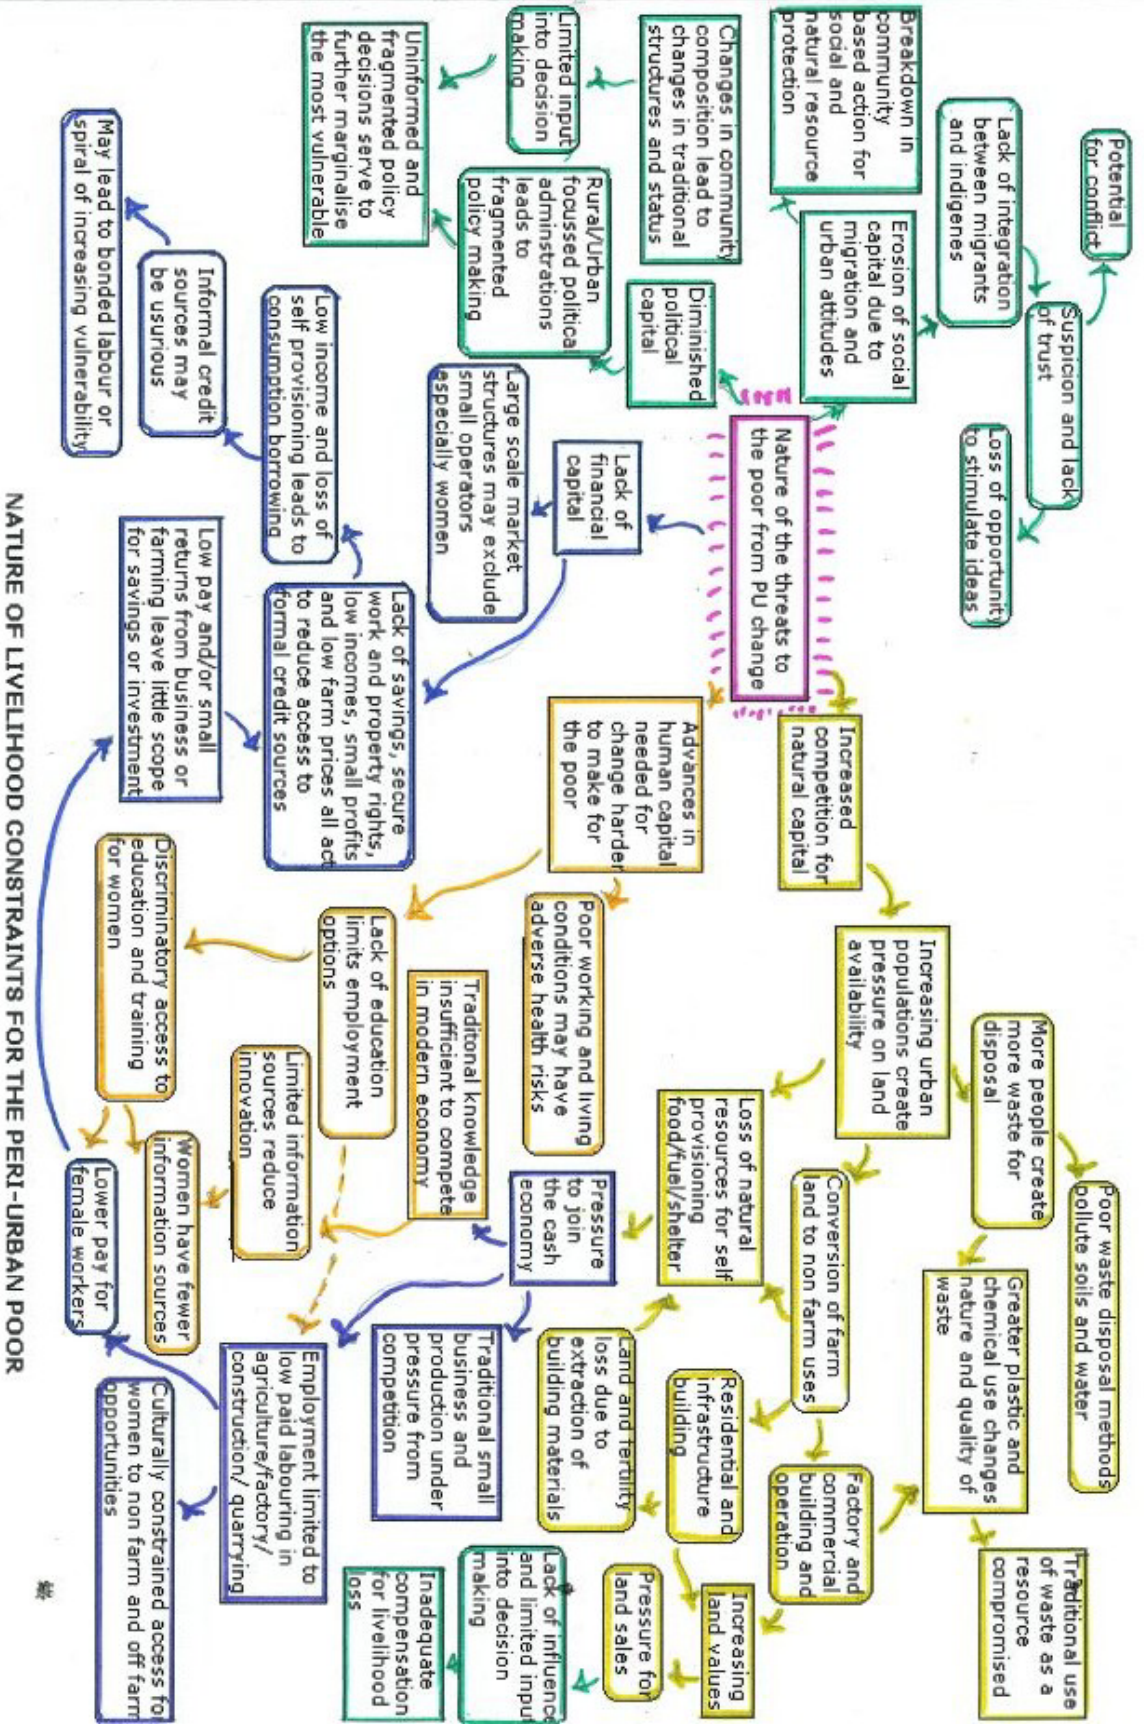 Potential
for conflict
Suspicion and lack
of trust
Loss of opportunity
to stimulate ideas
Lack of integration
between migrants
and indigenes
Breakdown in
community
based action for
social and
natural resource
protection
Erosion of social
capital due to
migration and
urban attitudes
Changes in community
composition lead to
changes in traditional
structures and status
Diminished
political
capital
Limited input
into decision
making
Rural/Urban
focussed political
adminstrations
leads to
fragmented
policy making
Uninformed and
fragmented policy
decisions serve to
further marginalise
the most vulnerable
Nature of the threats to
the poor from PU change
Lack of
financial
capital
Large scale market
structures may exclude
small operators
especially women
Lack of savings, secure
work and property rights,
low incomes, small profits
and low farm prices all act
to reduce access to
formal credit sources
Low income and loss of
self provisioning leads to
consumption borrowing
Informal credit
sources may
be usurious
May lead to bonded labour or
spiral of increasing vulnerability
Low pay and/or small
returns from business or
farming leave little scope
for savings or investment
Increased
competition for
natural capital
Advances in
human capital
needed for
change harder
to make for
the poor
Increasing urban
populations create
pressure on land
availability
More people create
more waste for
disposal
Poor waste disposal methods
pollute soils and water
Greater plastic and
chemical use changes
nature and quality of
waste
Traditional use
of waste as a
resource
compromised
Conversion of farm
land to non farm uses
Loss of natural
resources for self
provisioning
food/fuel/shelter
Factory and
commercial
building and
operation
Residential and
infrastructure
building
Land and fertility
loss due to
extraction of
building materials
Increasing
land values
Pressure for
land sales
Lack of influence
and limited input
into decision
making
Inadequate
compensation
for livelihood
loss
Poor working and living
conditions may have
adverse health risks
Pressure
to join
the cash
economy
Traditonal knowledge
insufficient to compete
in modern economy
Traditional small
business and
production under
pressure from
competition
Lack of education
limits employment
options
Limited information
sources reduce
innovation
Employment limited to
low paid labouring in
agriculture/factory/
construction/ quarrying
Discriminatory access to
education and training
for women
Women have fewer
information sources
Lower pay for
female workers
Culturally constrained access for
women to non farm and off farm
opportunities
NATURE OF LIVELIHOOD CONSTRAINTS FOR THE PERI-URBAN POOR